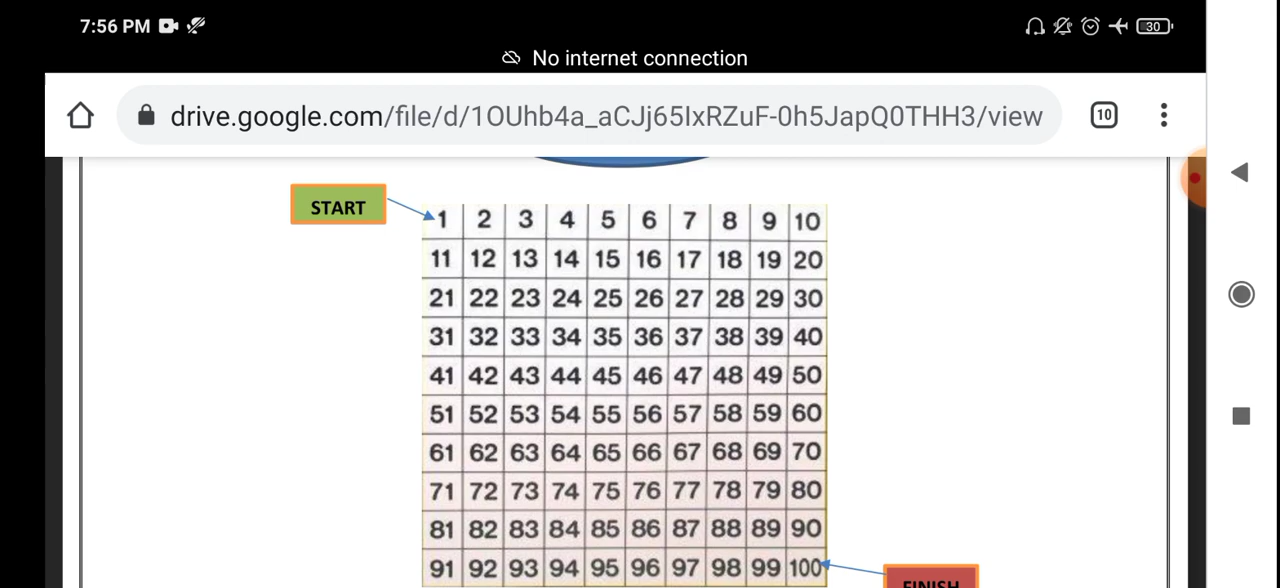 7:56 PM 30
No internet connection
drive.google.com/file/d/1OUhb4a_aCJj65IxRZuF-0h5JapQ0THH3/view 10
START
1 2 3 4 5 6 7 8 9 10
11 12 13 14 15 16 17 18 19 20
21 22 23 24 25 26 27 28 29 30
31 32 33 34 35 36 37 38 39 40
41 42 43 44 45 46 47 48 49 50
51 52 53 54 55 56 57 58 59 60
61 62 63 64 65 66 67 68 69 70
71 72 73 74 75 76 77 78 79 80
81 82 83 84 85 86 87 88 89 90
91 92 93 94 95 96 97 98 99 100
FINISH